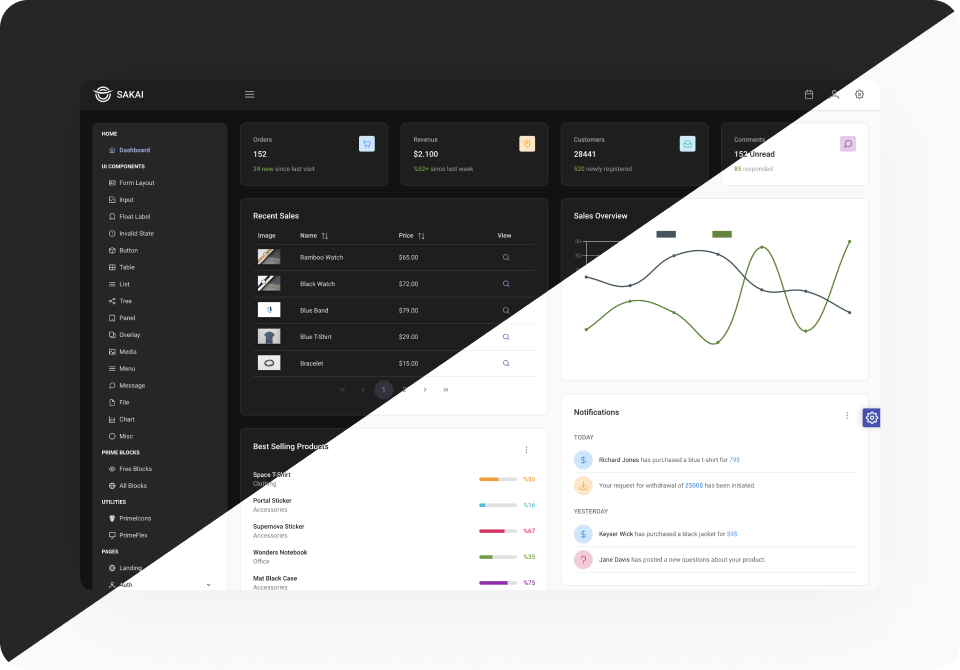 SAKAI
HOME
Dashboard
UI COMPONENTS
Form Layout
Input
Float Label
Invalid State
Button
Table
List
Tree
Panel
Overlay
Media
Menu
Message
File
Chart
Misc
PRIME BLOCKS
Free Blocks
All Blocks
UTILITIES
PrimeIcons
PrimeFlex
PAGES
Landing
Auth
Orders
152
24 new since last visit
Revenue
$2.100
%52+ since last week
Customers
28441
520 newly registered
Comments
152 Unread
85 responded
Recent Sales
Image Name Price View
Bamboo Watch $65.00
Black Watch $72.00
Blue Band $79.00
Blue T-Shirt $29.00
Bracelet $15.00
1
Best Selling Products
Space T-Shirt
Clothing
%50
Portal Sticker
Accessories
%16
Supernova Sticker
Accessories
%67
Wonders Notebook
Office
%35
Mat Black Case
Accessories
%75
Sales Overview
90
80
Notifications
TODAY
Richard Jones has purchased a blue t-shirt for 79$
Your request for withdrawal of 2500$ has been initiated.
YESTERDAY
Keyser Wick has purchased a black jacket for 59$
Jane Davis has posted a new questions about your product.